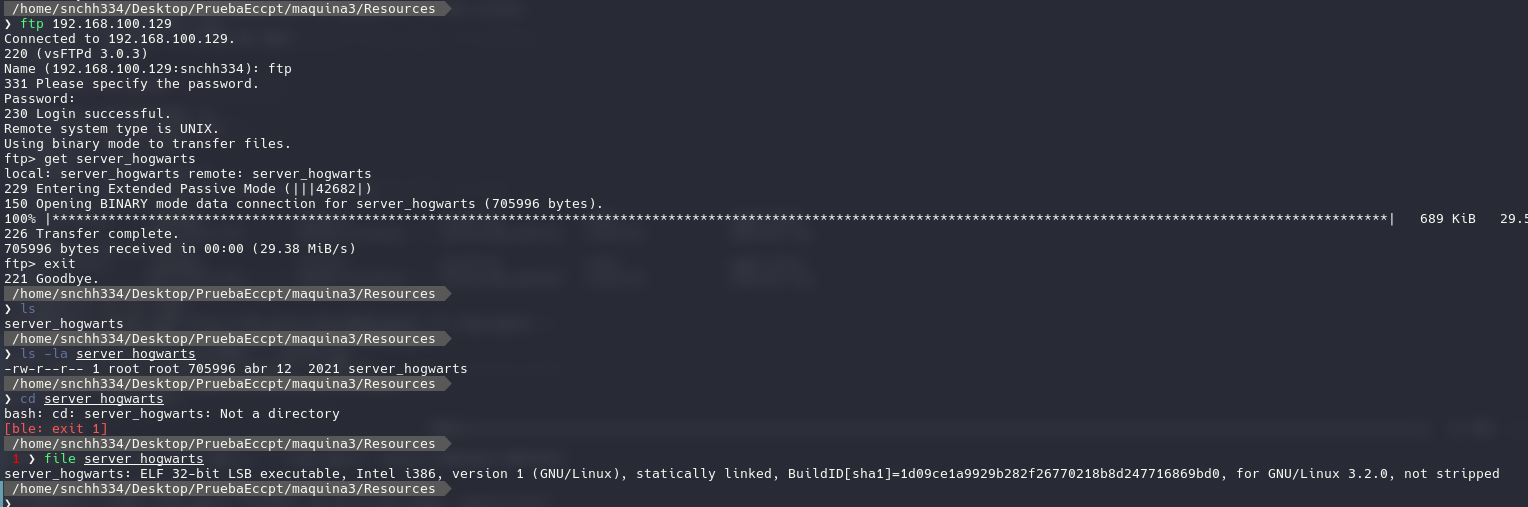 /home/snchh334/Desktop/PruebaEccpt/maquina3/Resources
❯ ftp 192.168.100.129
Connected to 192.168.100.129.
220 (vsFTPd 3.0.3)
Name (192.168.100.129:snchh334): ftp
331 Please specify the password.
Password:
230 Login successful.
Remote system type is UNIX.
Using binary mode to transfer files.
ftp> get server_hogwarts
local: server_hogwarts remote: server_hogwarts
229 Entering Extended Passive Mode (|||42682|)
150 Opening BINARY mode data connection for server_hogwarts (705996 bytes).
100% |***********************************************************************************************************************************************************************| 689 KiB 29.5
226 Transfer complete.
705996 bytes received in 00:00 (29.38 MiB/s)
ftp> exit
221 Goodbye.
/home/snchh334/Desktop/PruebaEccpt/maquina3/Resources
❯ ls
server_hogwarts
/home/snchh334/Desktop/PruebaEccpt/maquina3/Resources
❯ ls -la server_hogwarts
-rw-r--r-- 1 root root 705996 abr 12  2021 server_hogwarts
/home/snchh334/Desktop/PruebaEccpt/maquina3/Resources
❯ cd server_hogwarts
bash: cd: server_hogwarts: Not a directory
[ble: exit 1]
/home/snchh334/Desktop/PruebaEccpt/maquina3/Resources
1 ❯ file server_hogwarts
server_hogwarts: ELF 32-bit LSB executable, Intel i386, version 1 (GNU/Linux), statically linked, BuildID[sha1]=1d09ce1a9929b282f26770218b8d247716869bd0, for GNU/Linux 3.2.0, not stripped
/home/snchh334/Desktop/PruebaEccpt/maquina3/Resources
❯